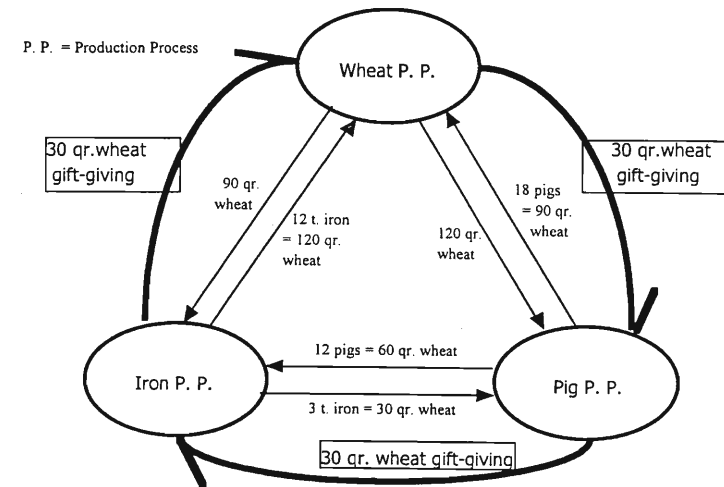 P. P. = Production Process
Wheat P. P.
30 qr.wheat
gift-giving
30 qr.wheat
gift-giving
90 qr.
wheat
12 t. iron
= 120 qr.
wheat
120 qr.
wheat
18 pigs
= 90 qr.
wheat
12 pigs = 60 qr. wheat
Iron P. P.
Pig P. P.
3 t. iron = 30 qr. wheat
30 qr. wheat gift-giving